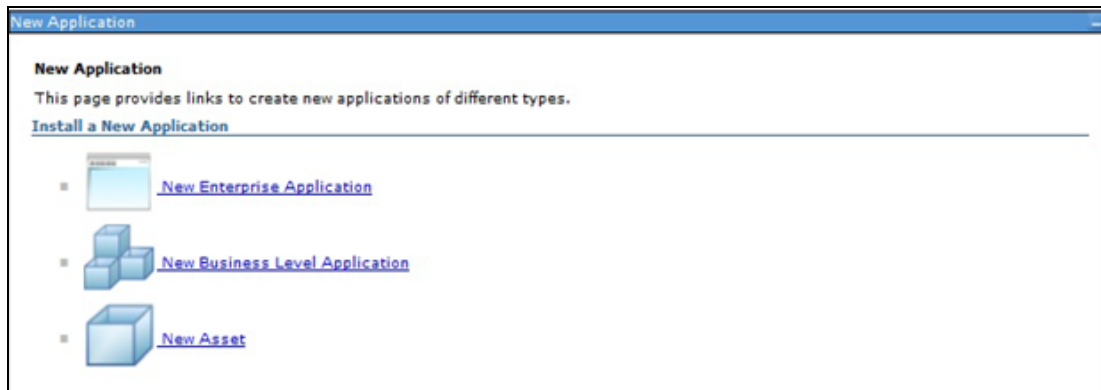 New Application
New Application
This page provides links to create new applications of different types.
Install a New Application
New Enterprise Application
New Business Level Application
New Asset